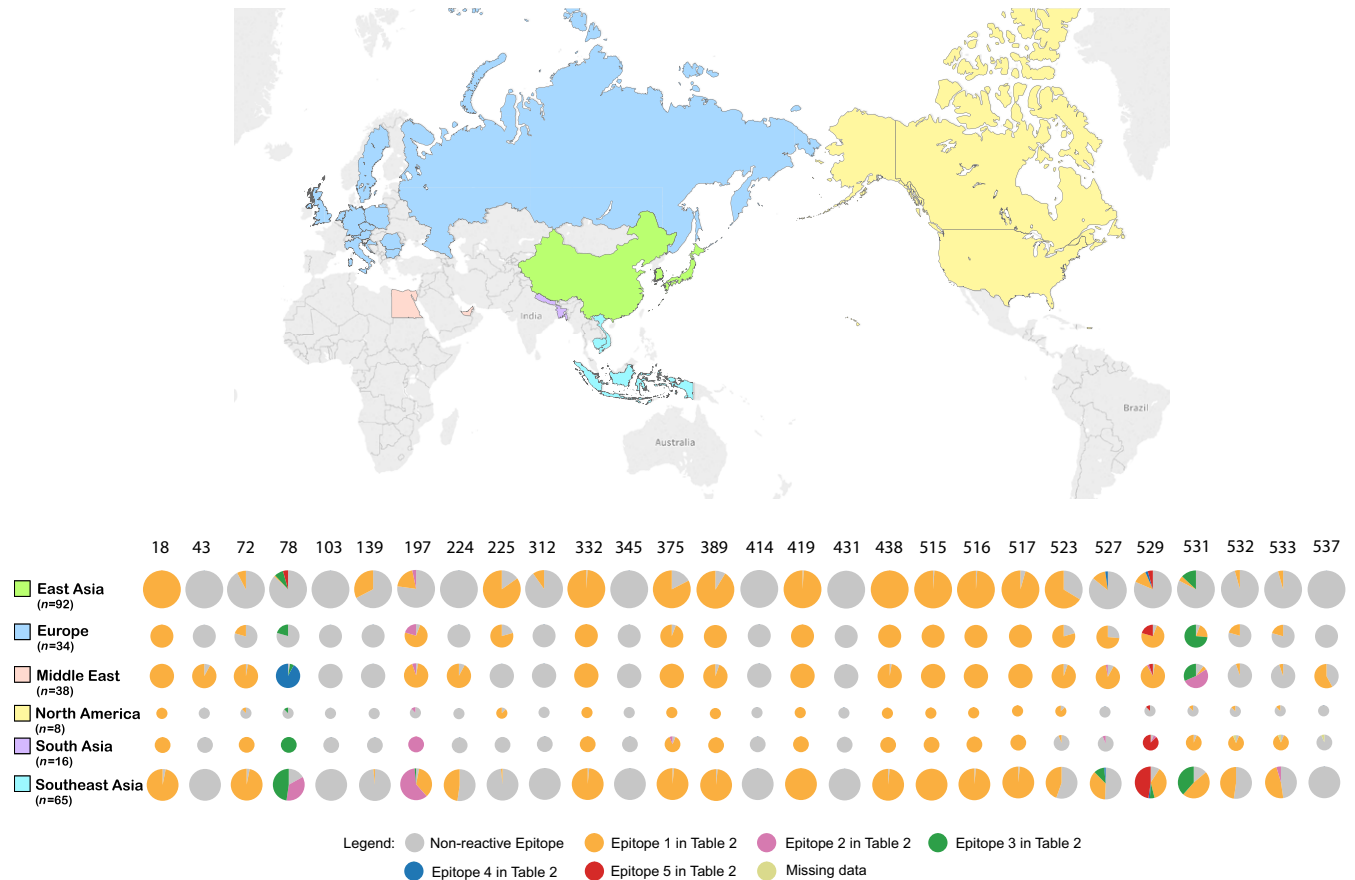 India
Brazil
Australia
18 43 72 78 103 139 197 224 225 312 332 345 375 389 414 419 431 438 515 516 517 523 527 529 531 532 533 537
East Asia
(n=92)
Europe
(n=34)
Middle East
(n=38)
North America
(n=8)
South Asia
(n=16)
Southeast Asia
(n=65)
Legend: Non-reactive Epitope Epitope 1 in Table 2 Epitope 2 in Table 2 Epitope 3 in Table 2
Epitope 4 in Table 2 Epitope 5 in Table 2 Missing data